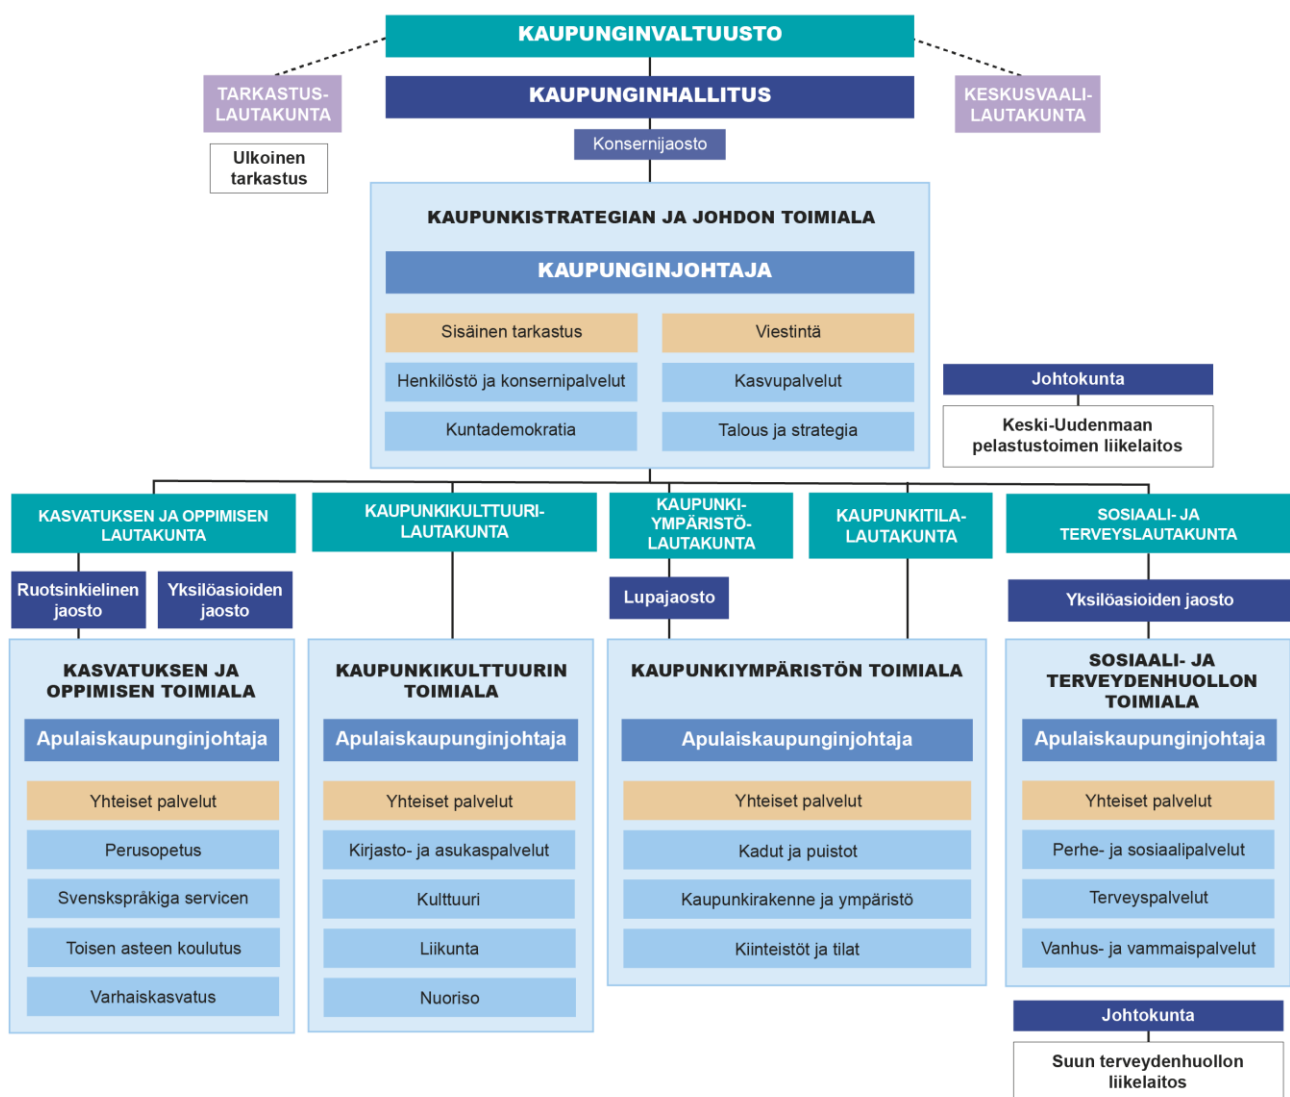 KAUPUNGINVALTUUSTO
TARKASTUS-
LAUTAKUNTA
KAUPUNGINHALLITUS
KESKUSVAALI-
LAUTAKUNTA
Ulkoinen
tarkastus
Konsernijaosto
KAUPUNKISTRATEGIAN JA JOHDON TOIMIALA
KAUPUNGINJOHTAJA
Sisäinen tarkastus
Viestintä
Henkilöstö ja konsernipalvelut
Kasvupalvelut
Kuntademokratia
Talous ja strategia
Johtokunta
Keski-Uudenmaan
pelastustoimen liikelaitos
KASVATUKSEN JA OPPIMISEN
LAUTAKUNTA
KAUPUNKIKULTTUURI-
LAUTAKUNTA
KAUPUNKI-
YMPÄRISTÖ-
LAUTAKUNTA
KAUPUNKITILA-
LAUTAKUNTA
SOSIAALI- JA
TERVEYSLAUTAKUNTA
Ruotsinkielinen
jaosto
Yksilöasioiden
jaosto
Lupajaosto
Yksilöasioiden jaosto
KASVATUKSEN JA
OPPIMISEN TOIMIALA
Apulaiskaupunginjohtaja
Yhteiset palvelut
Perusopetus
Svenskspråkiga servicen
Toisen asteen koulutus
Varhaiskasvatus
KAUPUNKIKULTTUURIN
TOIMIALA
Apulaiskaupunginjohtaja
Yhteiset palvelut
Kirjasto- ja asukaspalvelut
Kulttuuri
Liikunta
Nuoriso
KAUPUNKIYMPÄRISTÖN TOIMIALA
Apulaiskaupunginjohtaja
Yhteiset palvelut
Kadut ja puistot
Kaupunkirakenne ja ympäristö
Kiinteistöt ja tilat
SOSIAALI- JA
TERVEYDENHUOLLON
TOIMIALA
Apulaiskaupunginjohtaja
Yhteiset palvelut
Perhe- ja sosiaalipalvelut
Terveyspalvelut
Vanhus- ja vammaispalvelut
Johtokunta
Suun terveydenhuollon
liikelaitos